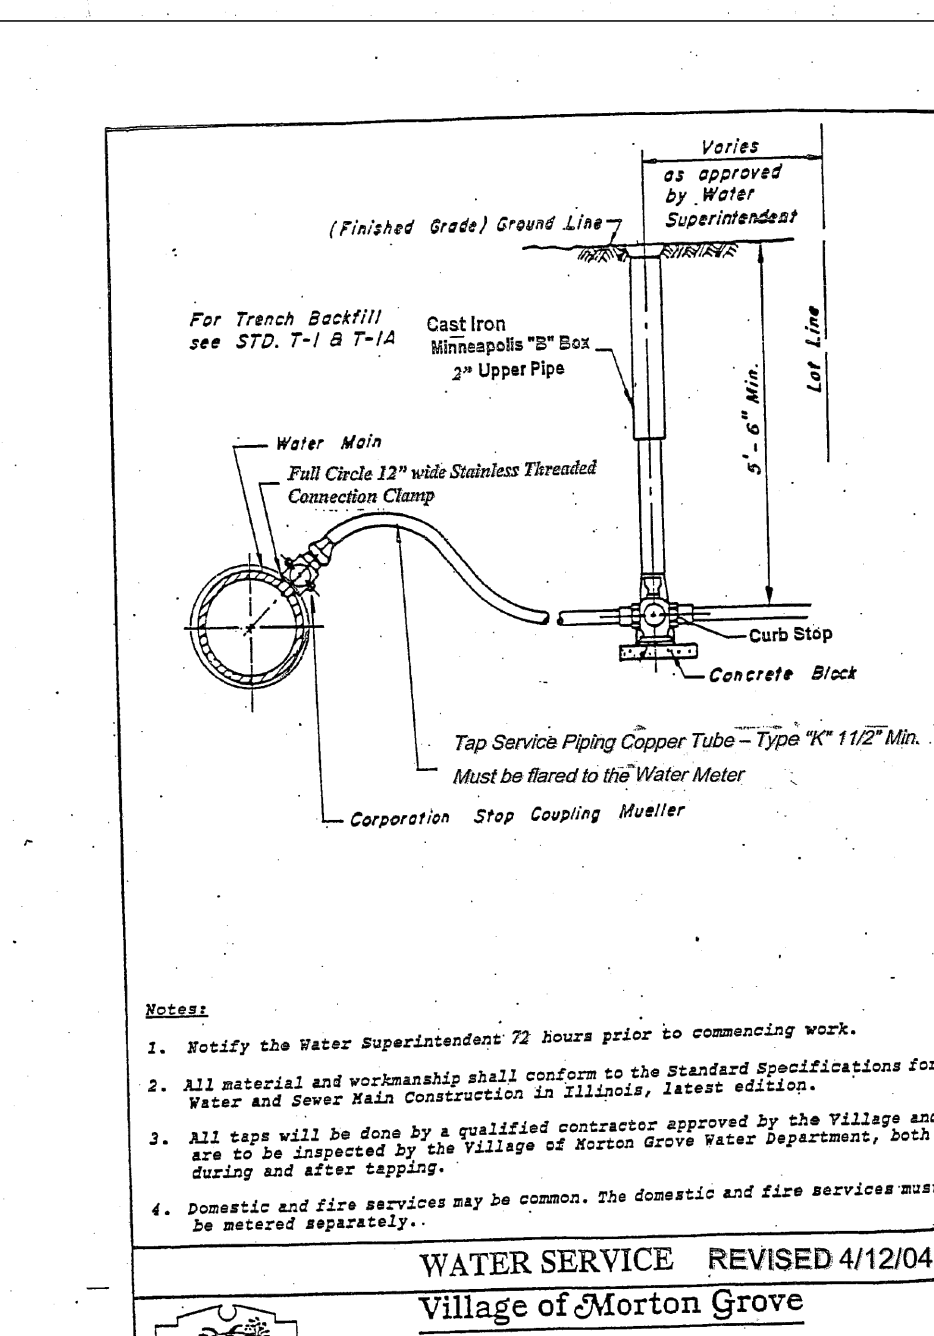 Varies
as approved
by Water
Superintendent
(Finished Grade) Ground Line
For Trench Backfill
see STD. T-1 & T-1A
Cast Iron
Minneapolis "B" Box
2" Upper Pipe
Lot Line
5'-6" Min.
Water Main
Full Circle 12" wide Stainless Threaded
Connection Clamp
Curb Stop
Concrete Block
Tap Service Piping Copper Tube – Type "K" 1 1/2" Min.
Must be flared to the Water Meter
Corporation Stop Coupling Mueller
Notes:
1. Notify the Water Superintendent 72 hours prior to commencing work.
2. All material and workmanship shall conform to the Standard Specifications for
Water and Sewer Main Construction in Illinois, latest edition.
3. All taps will be done by a qualified contractor approved by the Village and
are to be inspected by the Village of Morton Grove Water Department, both
during and after tapping.
4. Domestic and fire services may be common. The domestic and fire services must
be metered separately.
WATER SERVICE REVISED 4/12/04
Village of Morton Grove